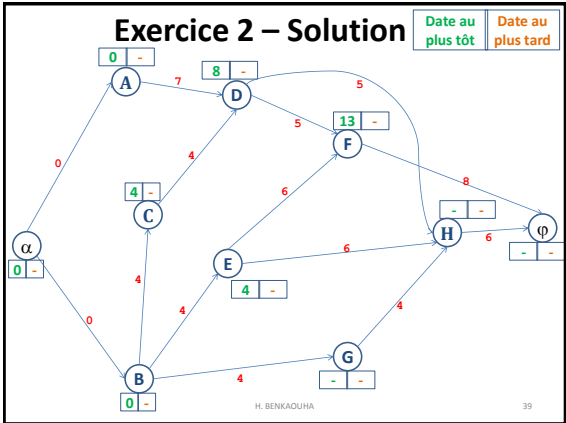 Exercice 2 – Solution
Date au plus tôt
Date au plus tard
0 -
A
7
8 -
D
5
5
13 -
F
0
4
4 -
C
6
8
- -
H
6
φ
- -
α
0 -
4
E
4 -
6
4
0
4
G
- -
4
B
0 -
H. BENKAOUHA
39